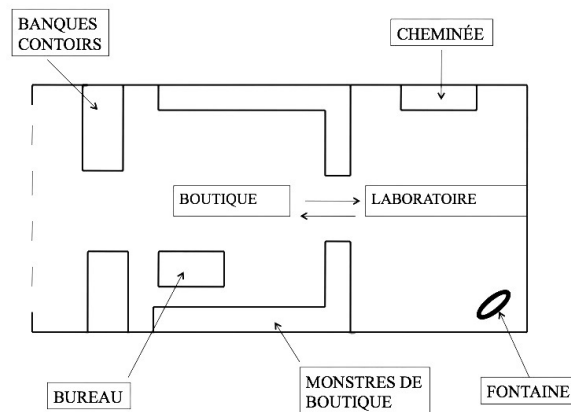 BANQUES
CONTOIRS
CHEMINÉE
BOUTIQUE
LABORATOIRE
BUREAU
MONSTRES DE
BOUTIQUE
FONTAINE